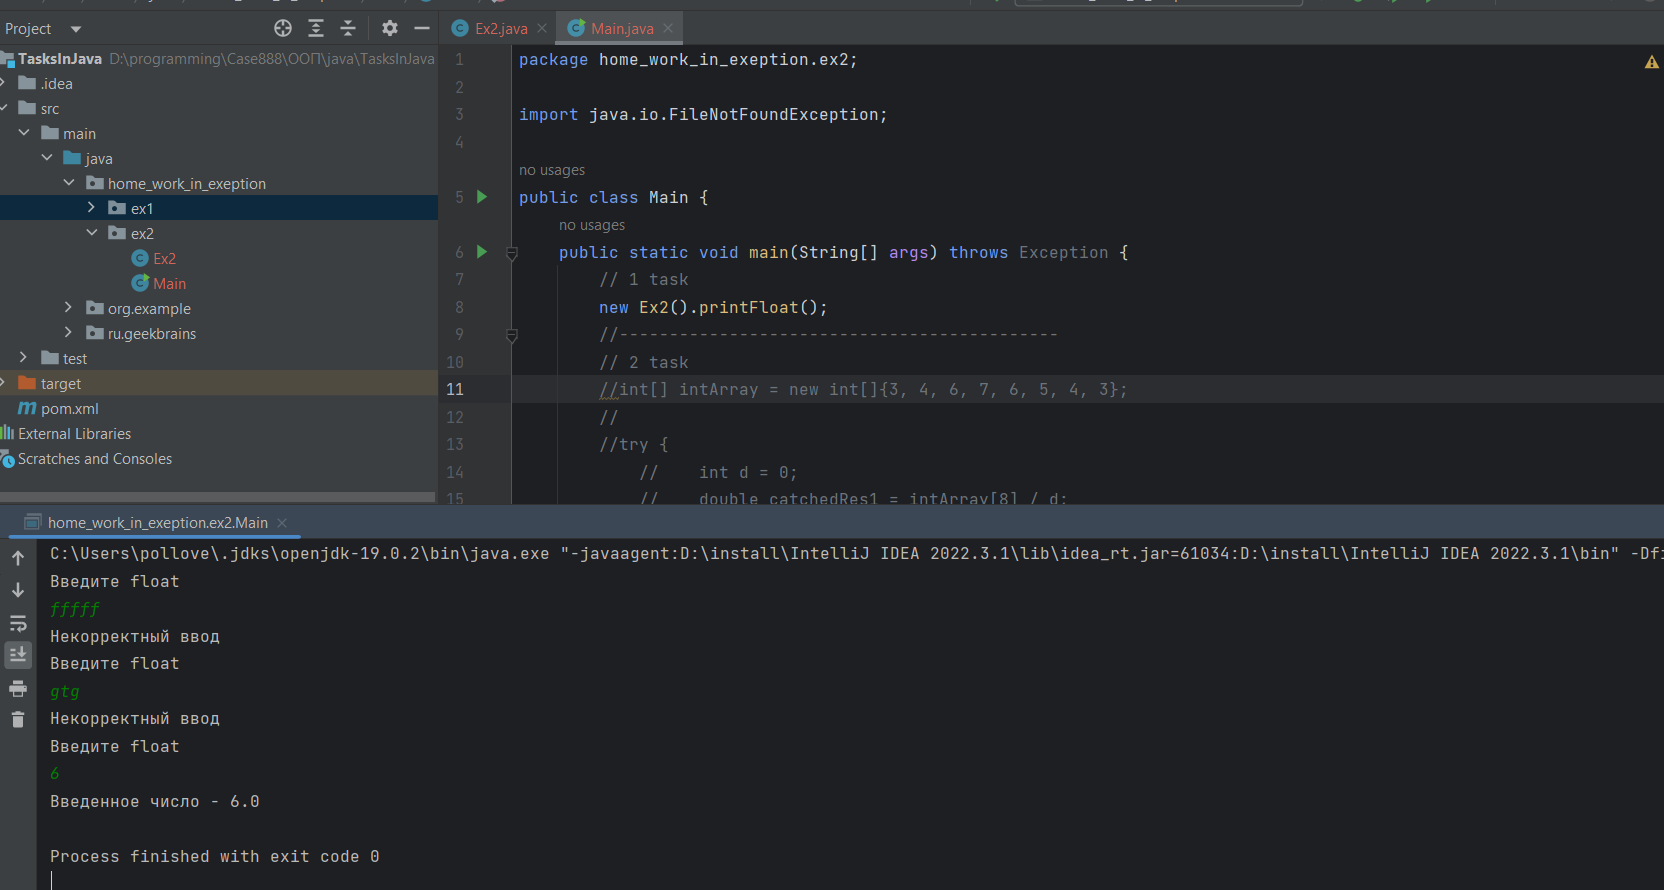 Project
TasksInJava D:\programming\Case888\ООП\java\TasksInJava
.idea
src
main
java
home_work_in_exeption
ex1
ex2
Ex2
Main
org.example
ru.geekbrains
test
target
pom.xml
External Libraries
Scratches and Consoles
Ex2.java
Main.java
1 package home_work_in_exeption.ex2;
2
3 import java.io.FileNotFoundException;
4
no usages
5 public class Main {
no usages
6 public static void main(String[] args) throws Exception {
7 // 1 task
8 new Ex2().printFloat();
9 //--------------------------------------------
10 // 2 task
11 //int[] intArray = new int[]{3, 4, 6, 7, 6, 5, 4, 3};
12 //
13 //try {
14 // int d = 0;
15 // double catchedRes1 = intArray[8] / d;
home_work_in_exeption.ex2.Main
C:\Users\pollove\.jdks\openjdk-19.0.2\bin\java.exe "-javaagent:D:\install\IntelliJ IDEA 2022.3.1\lib\idea_rt.jar=61034:D:\install\IntelliJ IDEA 2022.3.1\bin" -Dfi
Введите float
fffff
Некорректный ввод
Введите float
gtg
Некорректный ввод
Введите float
6
Введенное число - 6.0
Process finished with exit code 0